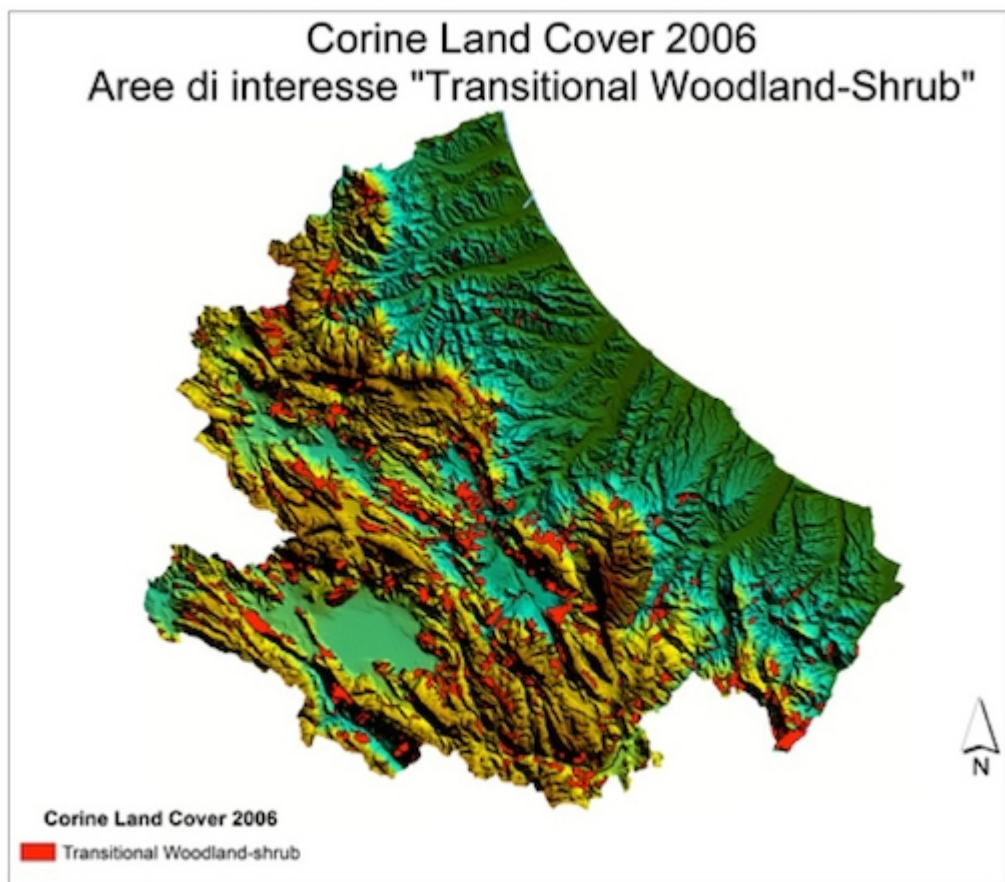 Corine Land Cover 2006
Aree di interesse "Transitional Woodland-Shrub"
N
Corine Land Cover 2006
Transitional Woodland-shrub